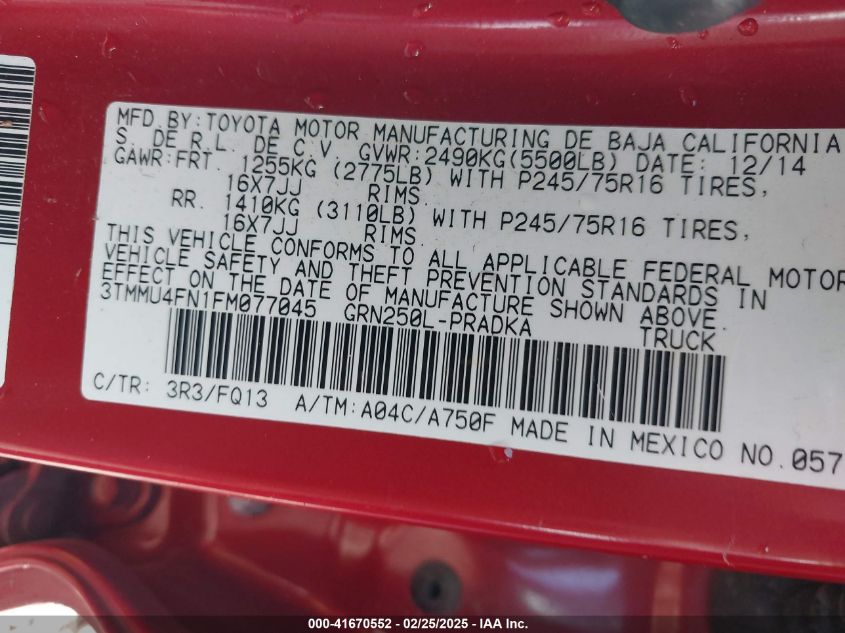 MFD BY:TOYOTA MOTOR MANUFACTURING DE BAJA CALIFORNIA
S. DE R.L. DE C.V. GVWR:2490KG(5500LB) DATE: 12/14
GAWR:FRT. 1255KG (2775LB) WITH P245/75R16 TIRES,
16X7JJ RIMS.
RR. 1410KG (3110LB) WITH P245/75R16 TIRES,
16X7JJ RIMS.
THIS VEHICLE CONFORMS TO ALL APPLICABLE FEDERAL MOTOR
VEHICLE SAFETY AND THEFT PREVENTION STANDARDS IN
EFFECT ON THE DATE OF MANUFACTURE SHOWN ABOVE.
3TMMU4FN1FM077045 GRN250L-PRADKA TRUCK
C/TR: 3R3/FQ13 A/TM:A04C/A750F MADE IN MEXICO NO.057
000-41670552 - 02/25/2025 - IAA Inc.